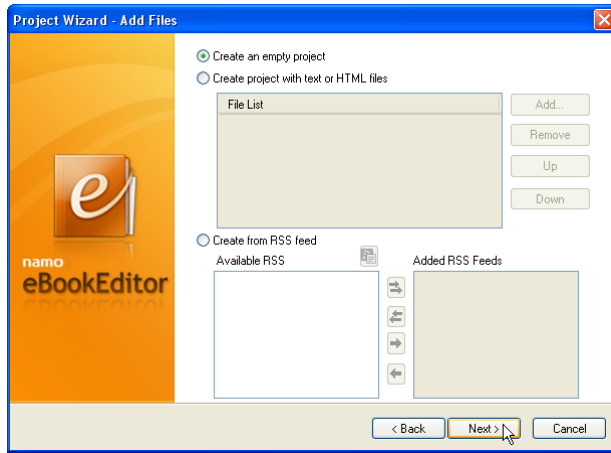 Project Wizard - Add Files
Create an empty project
Create project with text or HTML files
File List
Add...
Remove
Up
Down
Create from RSS feed
Available RSS
Added RSS Feeds
e
namo
eBookEditor
< Back
Next >
Cancel